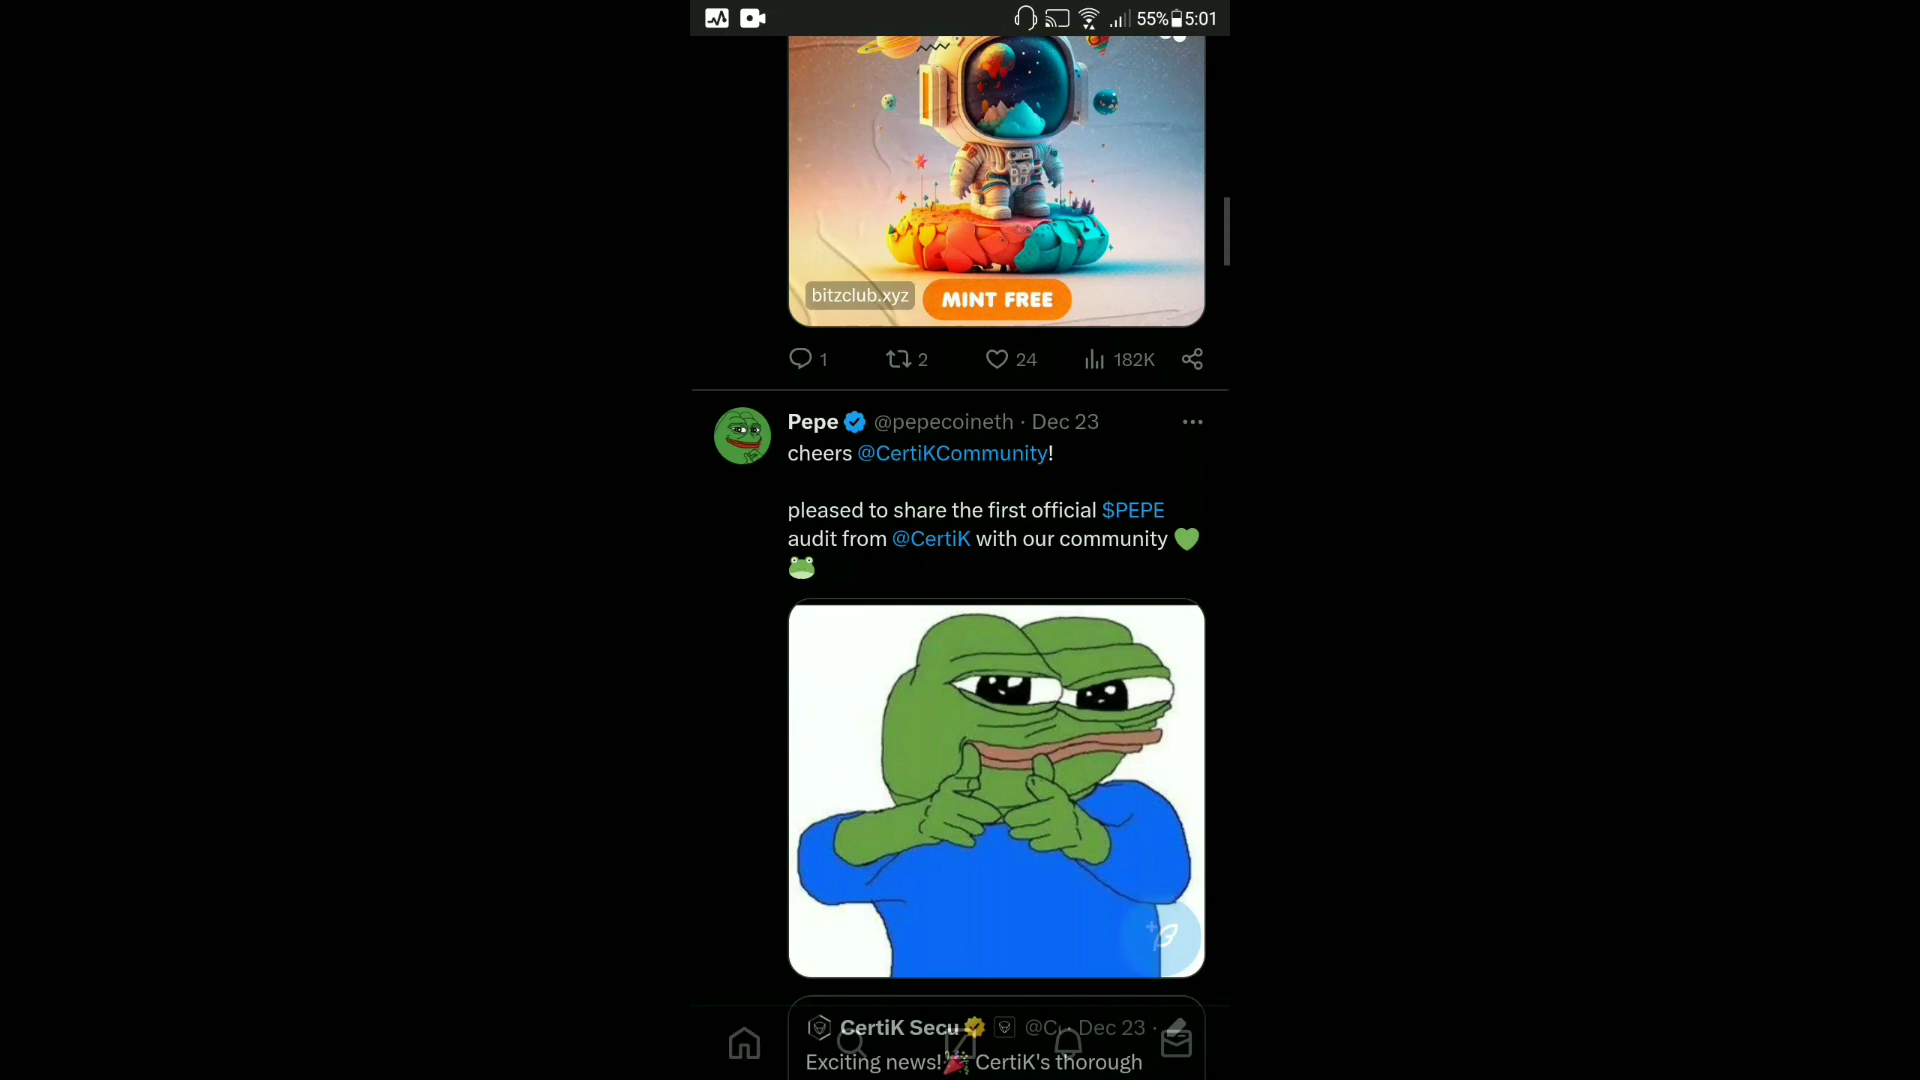 55% 5:01
bitzclub.xyz
MINT FREE
1 2 24 182K
Pepe @pepecoineth · Dec 23
cheers @CertiKCommunity!
pleased to share the first official $PEPE
audit from @CertiK with our community 💚
🐸
CertiK Secu @C.. · Dec 23 ·
Exciting news!🎉 CertiK's thorough